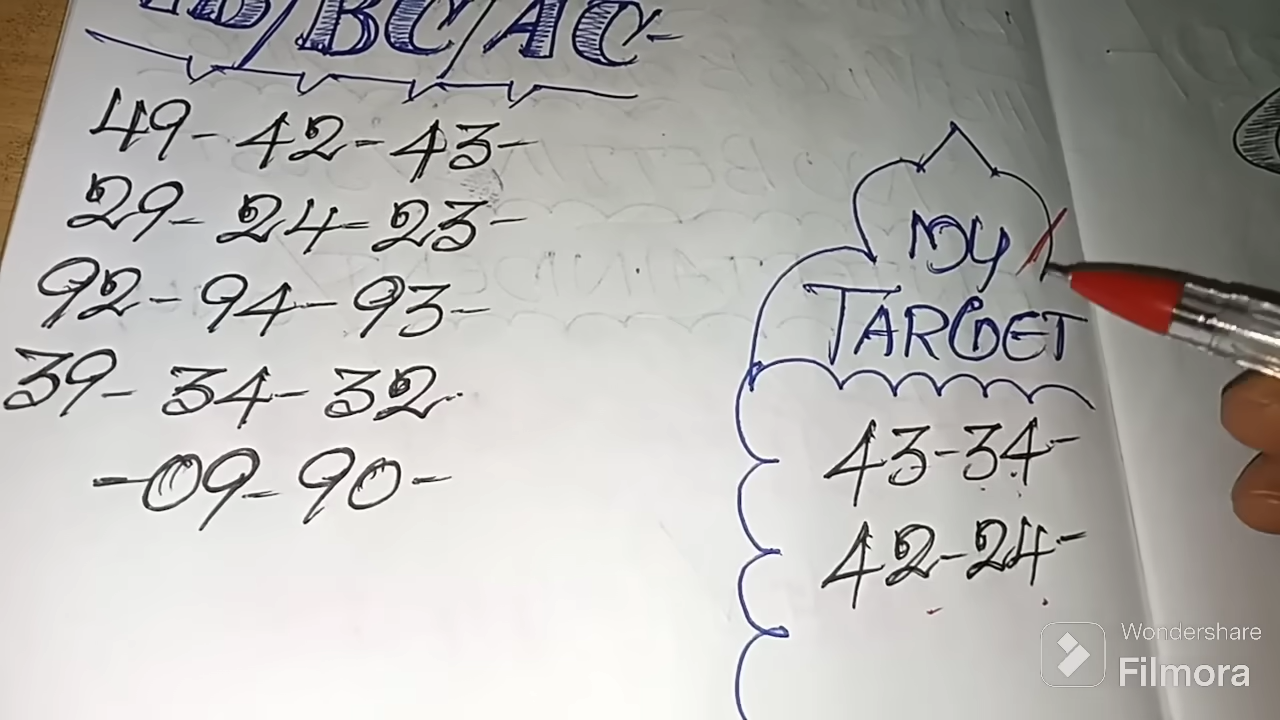 AB/BC/AC-
49-42-43-
29-24-23-
92-94-93-
39-34-32
-09-90-
My
TARGET
43-34-
42-24-
Wondershare
Filmora